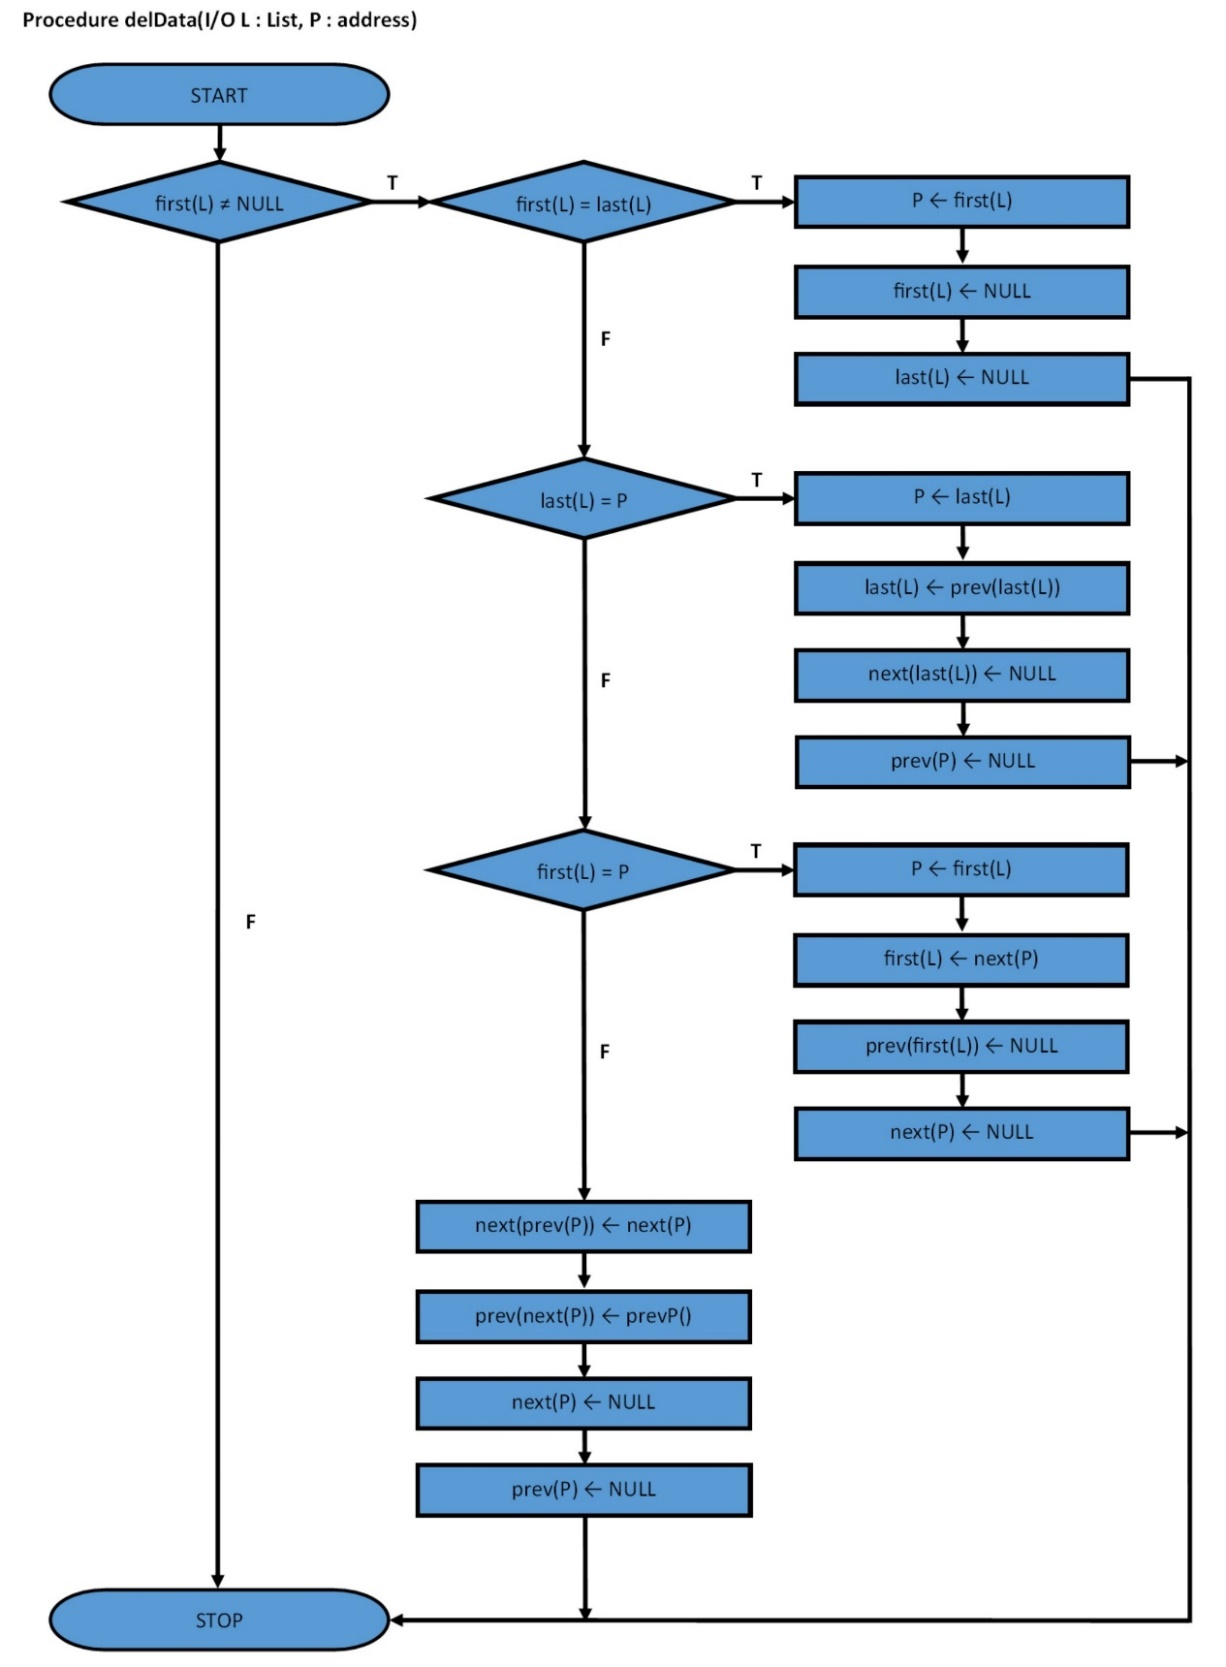 Procedure delData(I/O L : List, P : address)
START
first(L) ≠ NULL
T
first(L) = last(L)
T
P ← first(L)
first(L) ← NULL
last(L) ← NULL
F
last(L) = P
T
P ← last(L)
last(L) ← prev(last(L))
next(last(L)) ← NULL
prev(P) ← NULL
F
first(L) = P
T
P ← first(L)
first(L) ← next(P)
prev(first(L)) ← NULL
next(P) ← NULL
F
F
next(prev(P)) ← next(P)
prev(next(P)) ← prevP()
next(P) ← NULL
prev(P) ← NULL
STOP